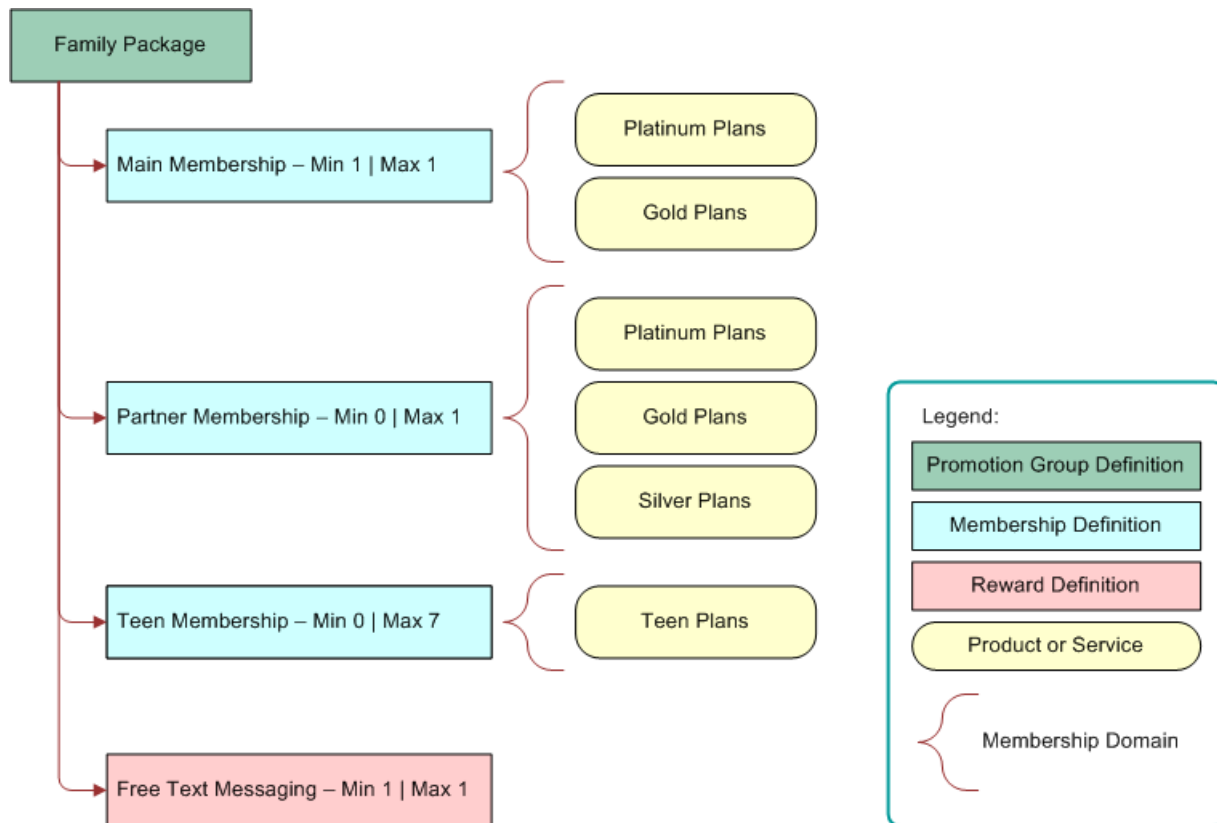 Family Package
Main Membership – Min 1 | Max 1
Platinum Plans
Gold Plans
Partner Membership – Min 0 | Max 1
Platinum Plans
Gold Plans
Silver Plans
Teen Membership – Min 0 | Max 7
Teen Plans
Free Text Messaging – Min 1 | Max 1
Legend:
Promotion Group Definition
Membership Definition
Reward Definition
Product or Service
Membership Domain